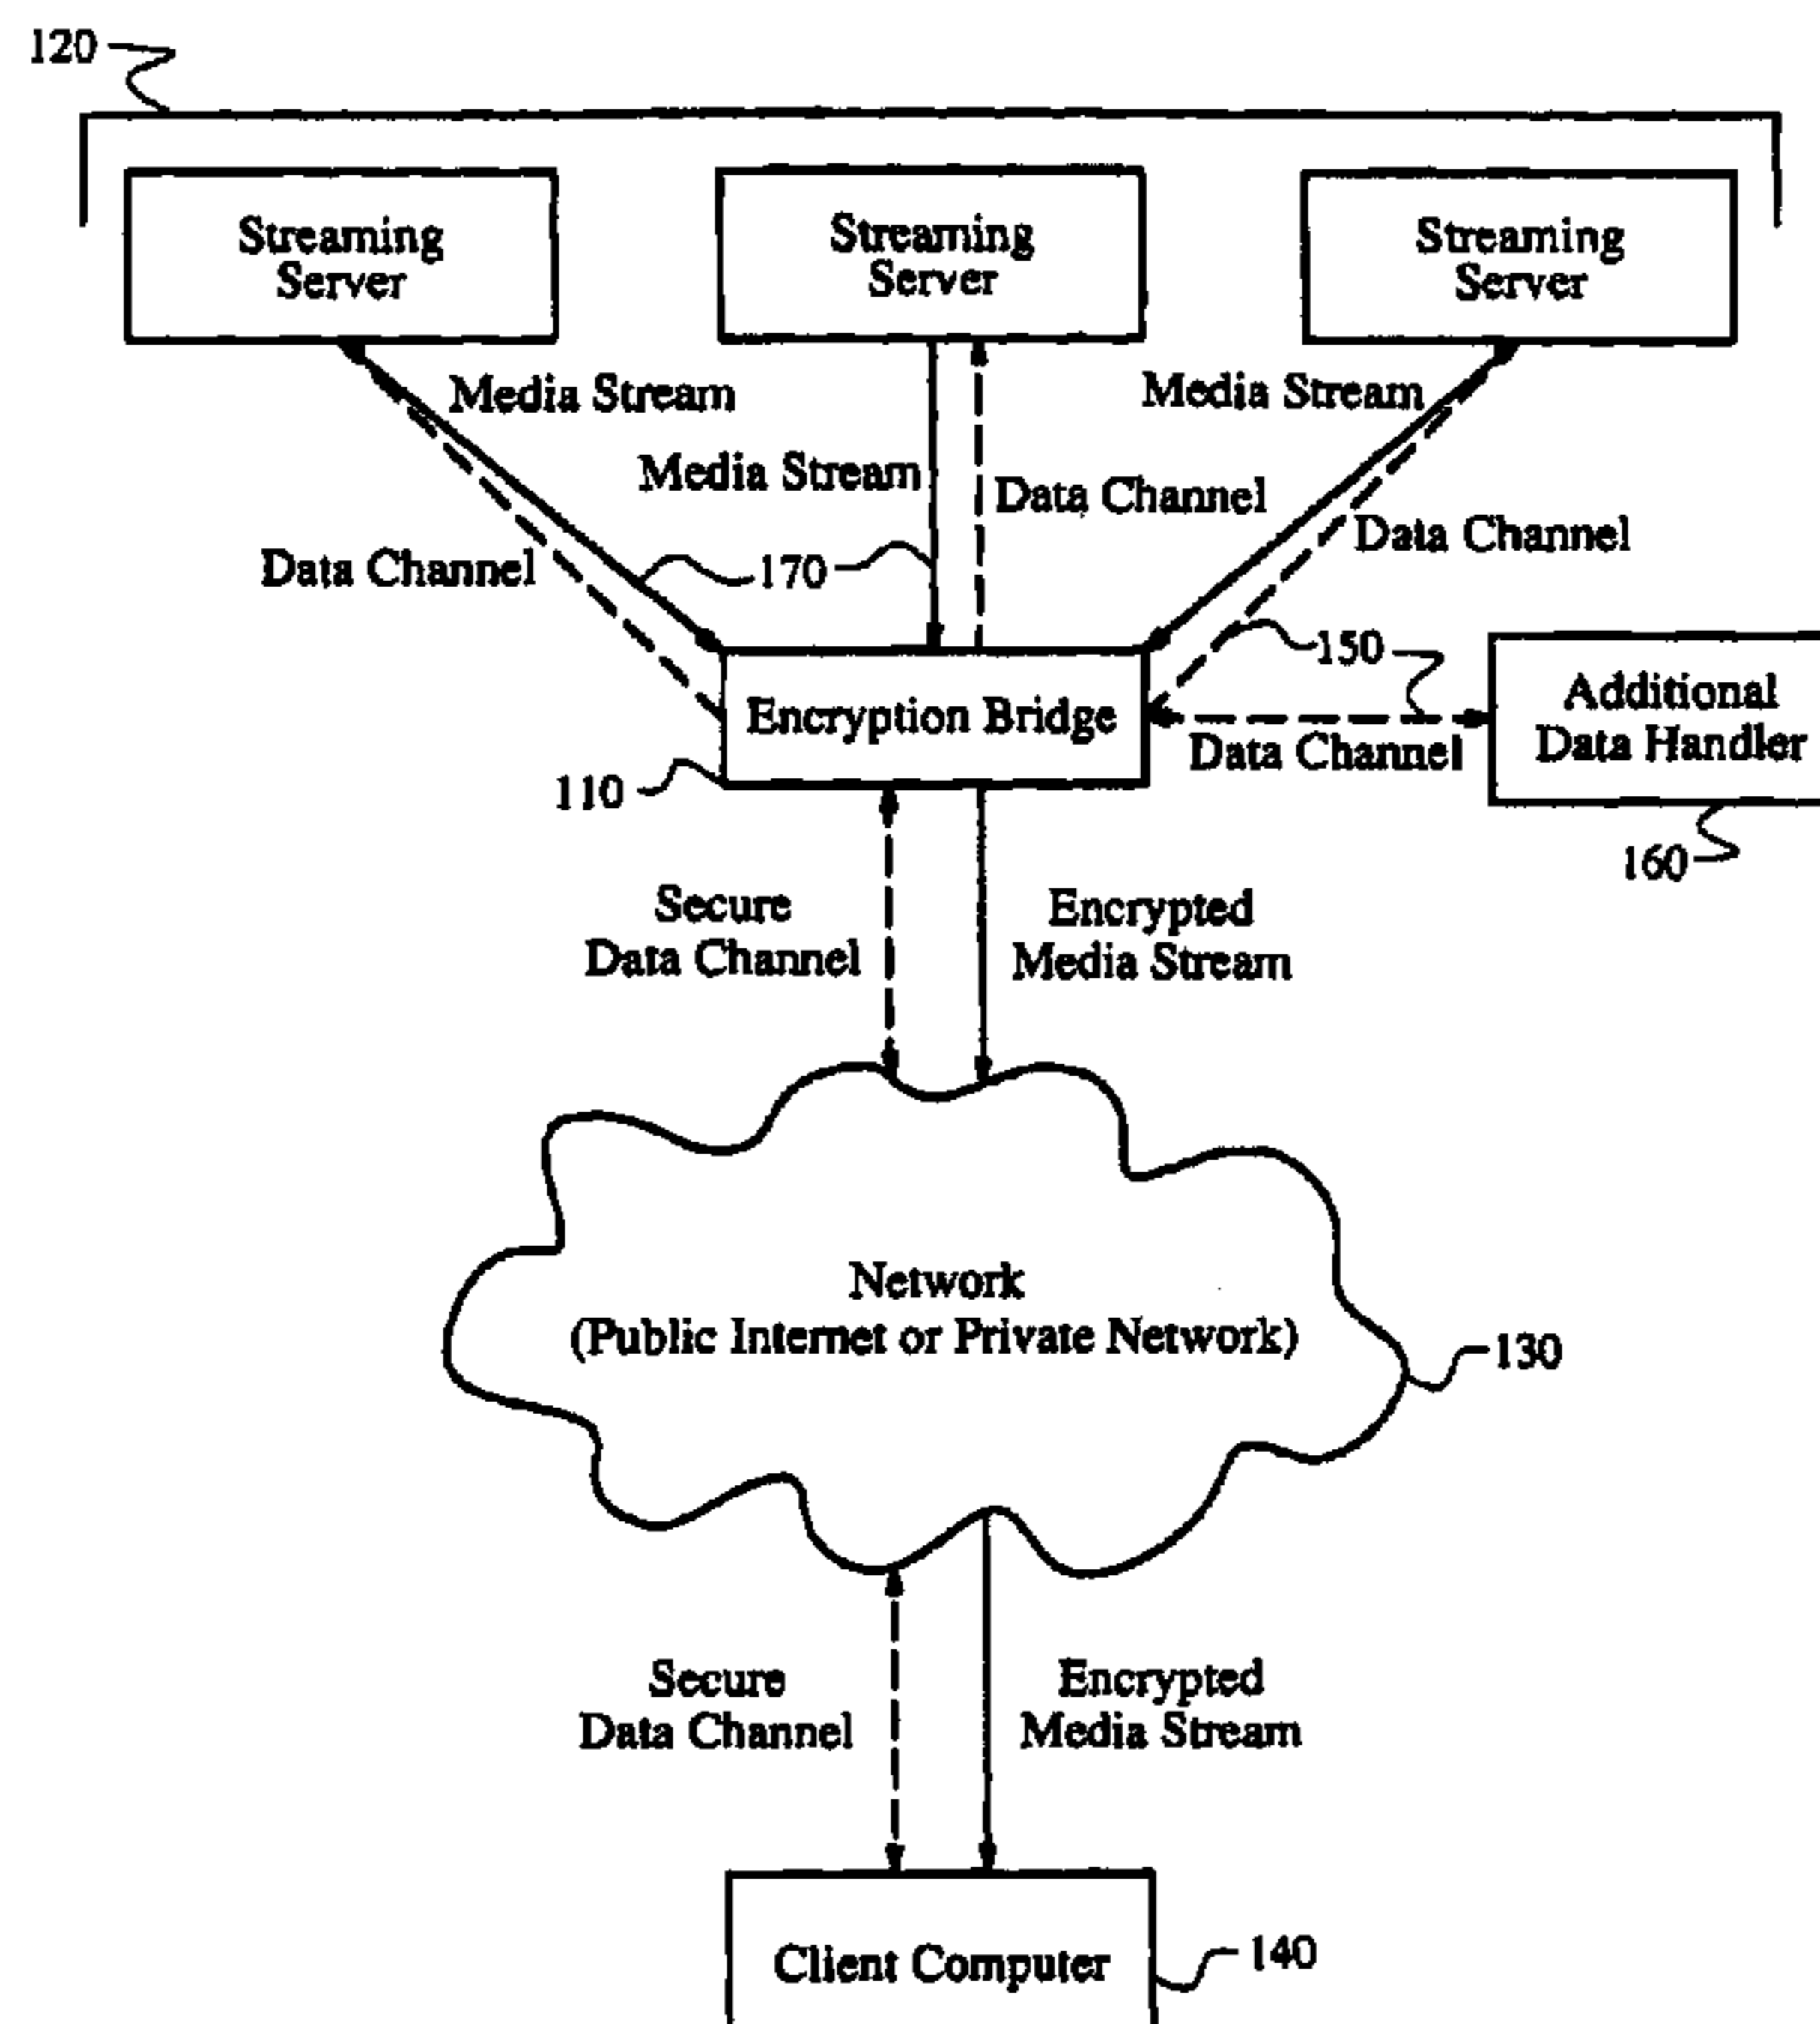 120
Streaming
Server
Streaming
Server
Streaming
Server
Media Stream
Media Stream
Media Stream
Data Channel
Data Channel
Data Channel
170
150
Encryption Bridge
Additional
Data Handler
Data Channel
110
160
Secure
Data Channel
Encrypted
Media Stream
Network
(Public Internet or Private Network)
130
Secure
Data Channel
Encrypted
Media Stream
Client Computer
140